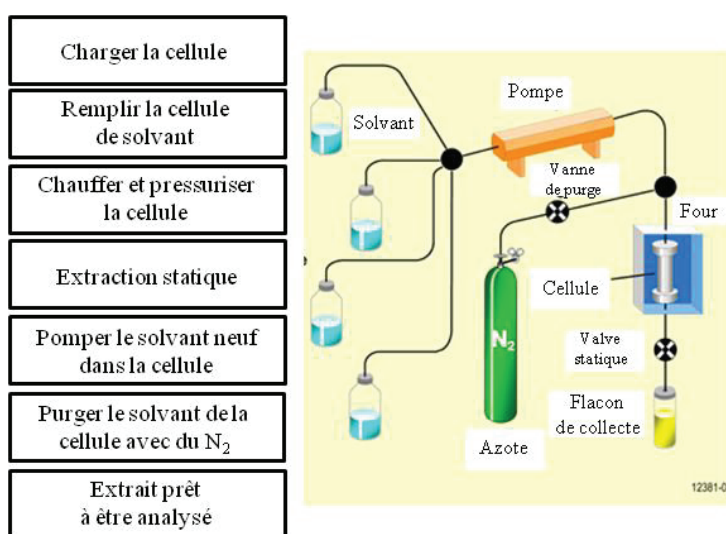 Charger la cellule
Remplir la cellule
de solvant
Chauffer et pressuriser
la cellule
Extraction statique
Pomper le solvant neuf
dans la cellule
Purger le solvant de la
cellule avec du N₂
Extrait prêt
à être analysé
Solvant
Pompe
Vanne
de purge
Four
Cellule
N₂
Valve
statique
Flacon
de collecte
Azote